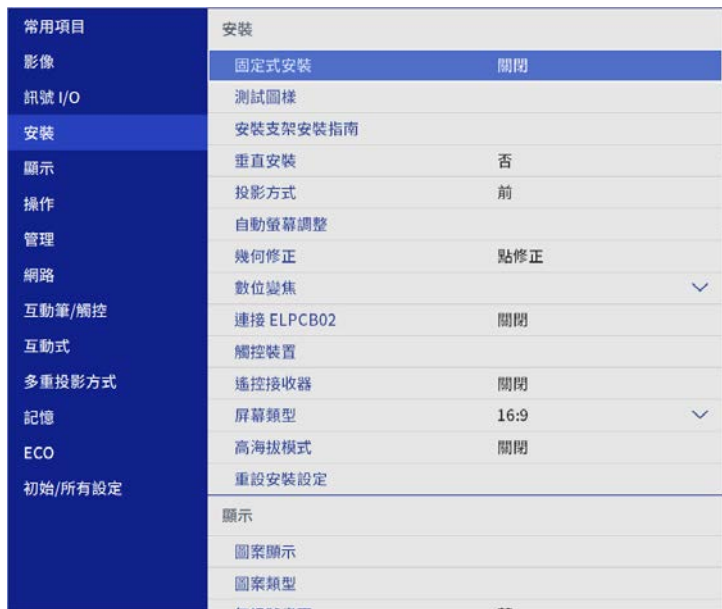 常用項目
影像
訊號 I/O
安裝
顯示
操作
管理
網路
互動筆/觸控
互動式
多重投影方式
記憶
ECO
初始/所有設定
安裝
固定式安裝 關閉
測試圖樣
安裝支架安裝指南
垂直安裝 否
投影方式 前
自動螢幕調整
幾何修正 點修正
數位變焦
連接 ELPCB02 關閉
觸控裝置
遙控接收器 關閉
屏幕類型 16:9
高海拔模式 關閉
重設安裝設定
顯示
圖案顯示
圖案類型